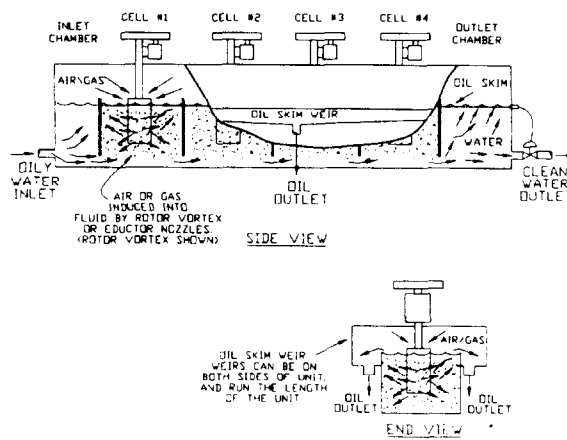 INLET
CHAMBER
CELL #1
CELL #2
CELL #3
CELL #4
OUTLET
CHAMBER
AIR\GAS
OIL SKIM WEIR
OIL SKIM
WATER
OILY
WATER
INLET
AIR OR GAS
INDUCED INTO
FLUID BY ROTOR VORTEX
OR EDUCTOR NOZZLES.
(ROTOR VORTEX SHOWN)
OIL
OUTLET
CLEAN
WATER
OUTLET
SIDE VIEW
AIR/GAS
OIL SKIM WEIR
WEIRS CAN BE ON
BOTH SIDES OF UNIT,
AND RUN THE LENGTH
OF THE UNIT
OIL
OUTLET
OIL
OUTLET
END VIEW